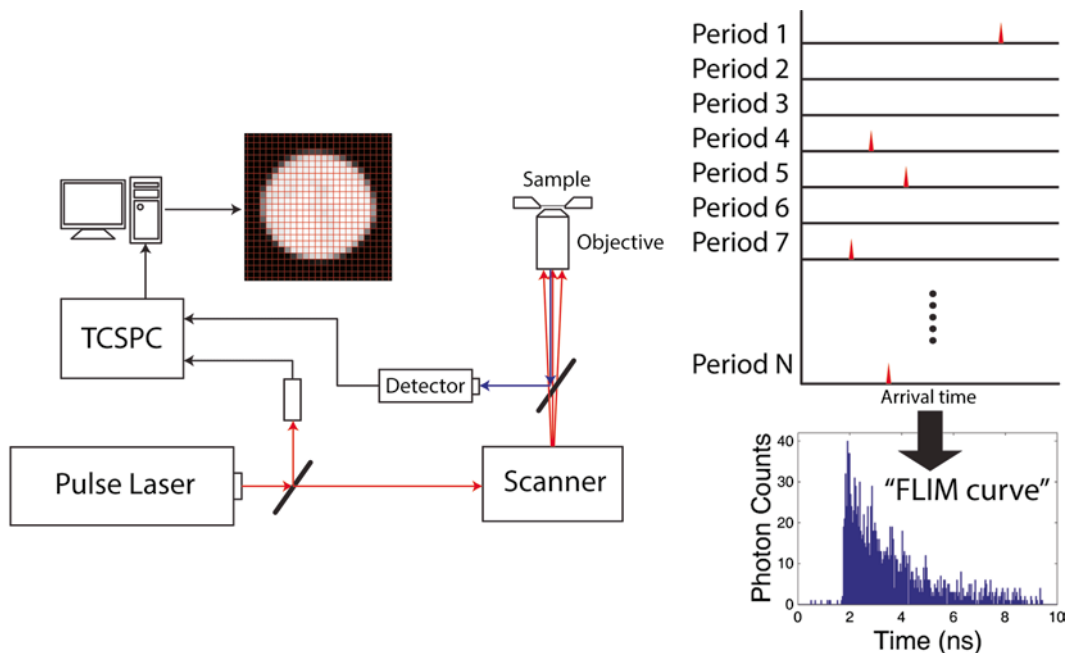 Sample
Objective
TCSPC
Detector
Pulse Laser
Scanner
Period 1
Period 2
Period 3
Period 4
Period 5
Period 6
Period 7
Period N
Arrival time
“FLIM curve”
Photon Counts
40
30
20
10
0
0 2 4 6 8 10
Time (ns)